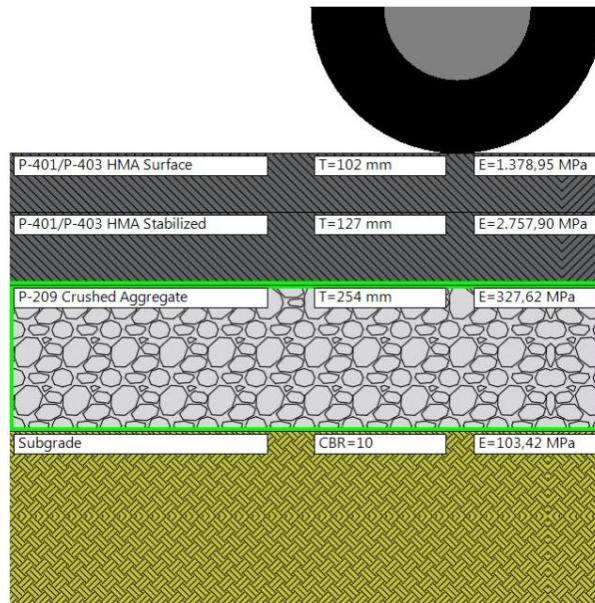 P-401/P-403 HMA Surface T=102 mm E=1.378,95 MPa
P-401/P-403 HMA Stabilized T=127 mm E=2.757,90 MPa
P-209 Crushed Aggregate T=254 mm E=327,62 MPa
Subgrade CBR=10 E=103,42 MPa